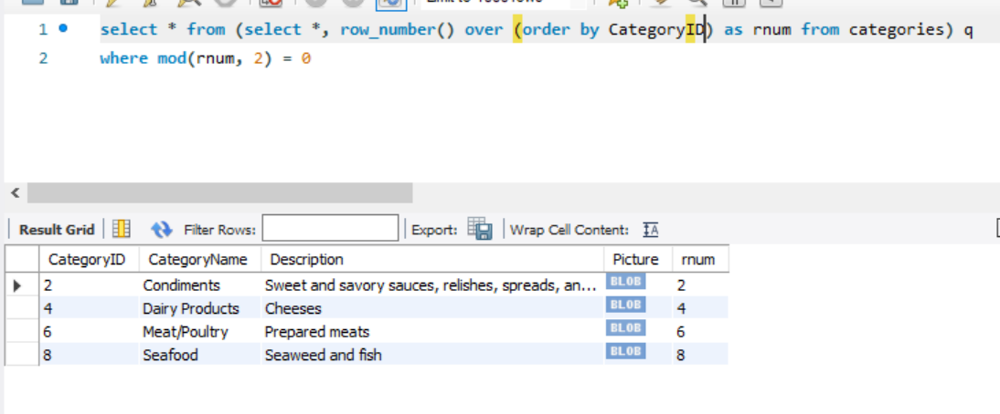 1 select * from (select *, row_number() over (order by CategoryID) as rnum from categories) q
2 where mod(rnum, 2) = 0
Result Grid Filter Rows: Export: Wrap Cell Content: IA
CategoryID CategoryName Description Picture rnum
2 Condiments Sweet and savory sauces, relishes, spreads, an... BLOB 2
4 Dairy Products Cheeses BLOB 4
6 Meat/Poultry Prepared meats BLOB 6
8 Seafood Seaweed and fish BLOB 8